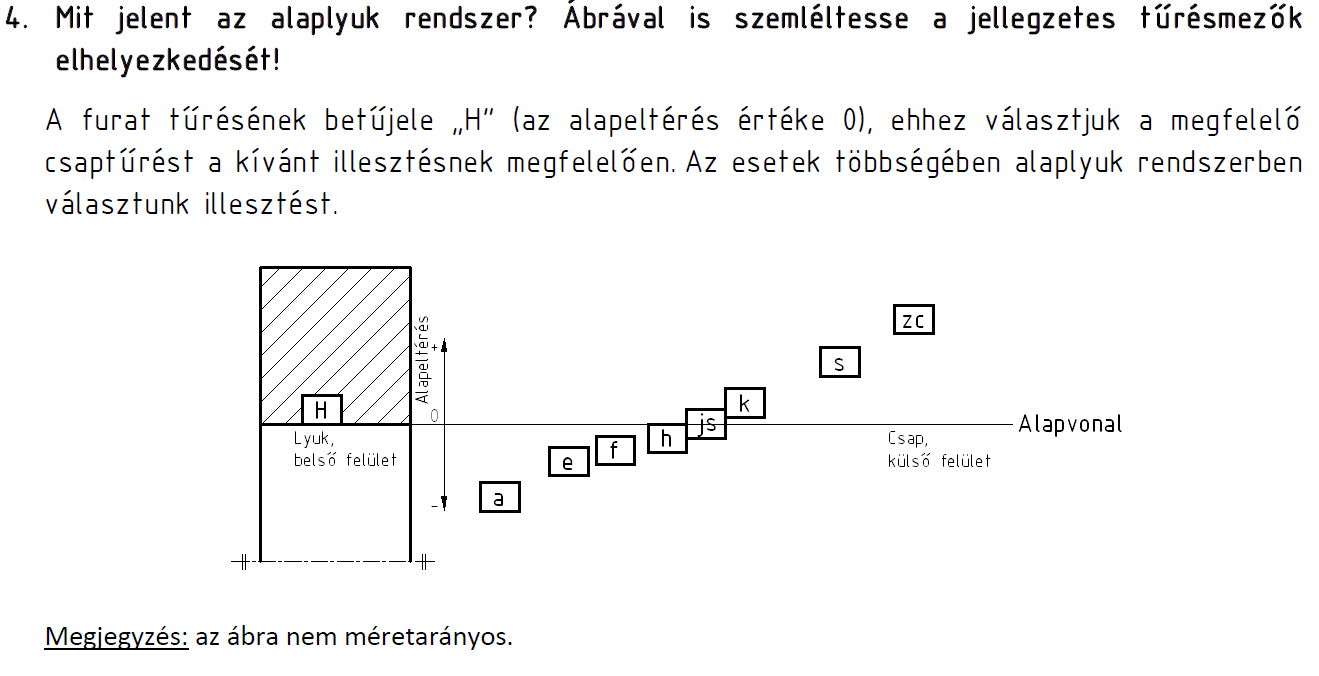 4. Mit jelent az alaplyuk rendszer? Ábrával is szemléltesse a jellegzetes tűrésmezők
elhelyezkedését!
A furat tűrésének betűjele „H” (az alapeltérés értéke 0), ehhez választjuk a megfelelő
csaptűrést a kívánt illesztésnek megfelelően. Az esetek többségében alaplyuk rendszerben
választunk illesztést.
zc
Alapeltérés
+
s
k
H
0
js
Alapvonal
Lyuk,
belső felület
h
Csap,
külső felület
f
e
a
-
Megjegyzés: az ábra nem méretarányos.